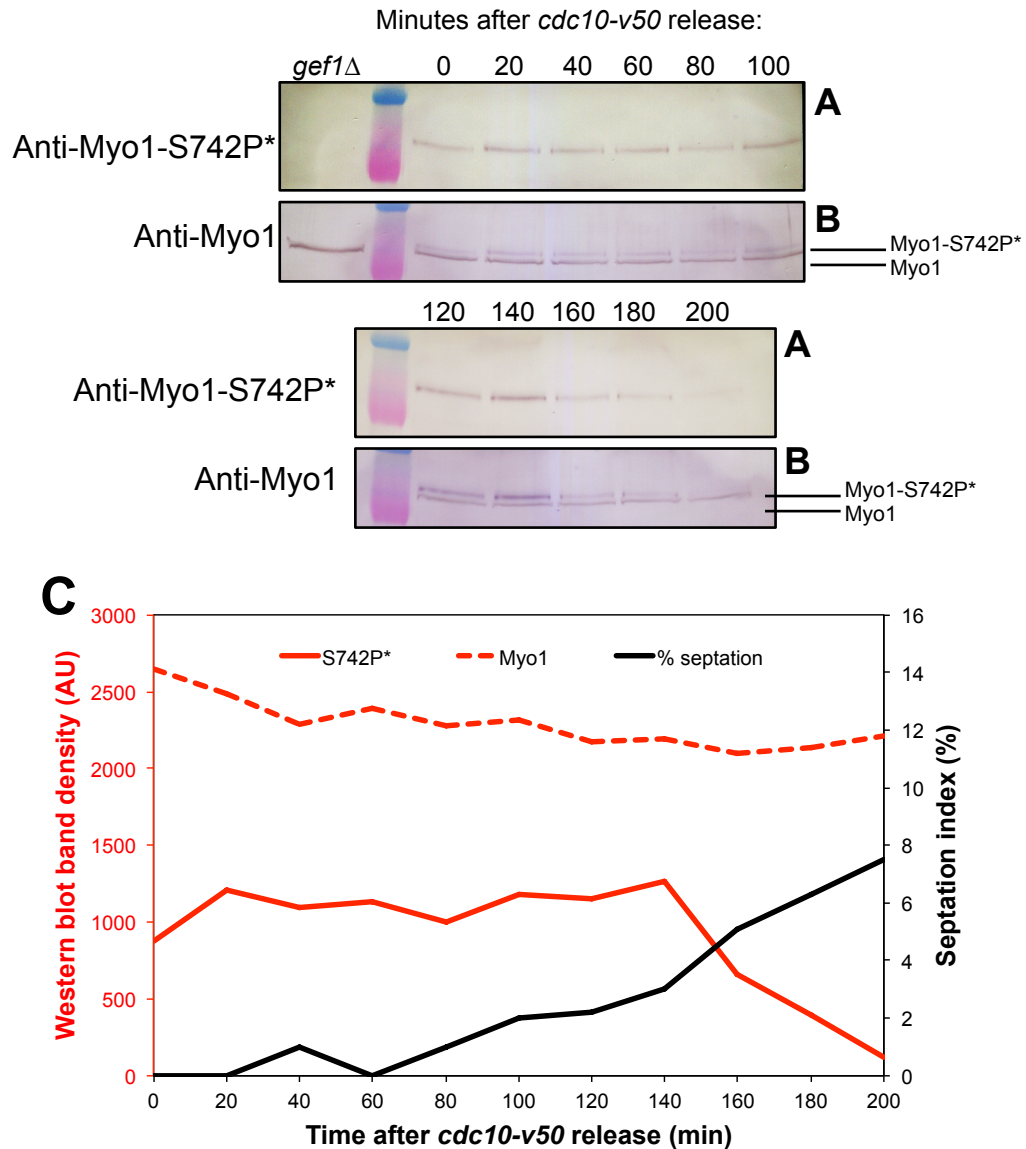 Minutes after cdc10-v50 release:
gef1Δ 0 20 40 60 80 100
A
Anti-Myo1-S742P*
B
Anti-Myo1
Myo1-S742P*
Myo1
120 140 160 180 200
A
Anti-Myo1-S742P*
B
Anti-Myo1
Myo1-S742P*
Myo1
C
3000
2500
2000
1500
1000
500
0
Western blot band density (AU)
S742P* Myo1 % septation
16
14
12
10
8
6
4
2
0
Septation index (%)
0 20 40 60 80 100 120 140 160 180 200
Time after cdc10-v50 release (min)